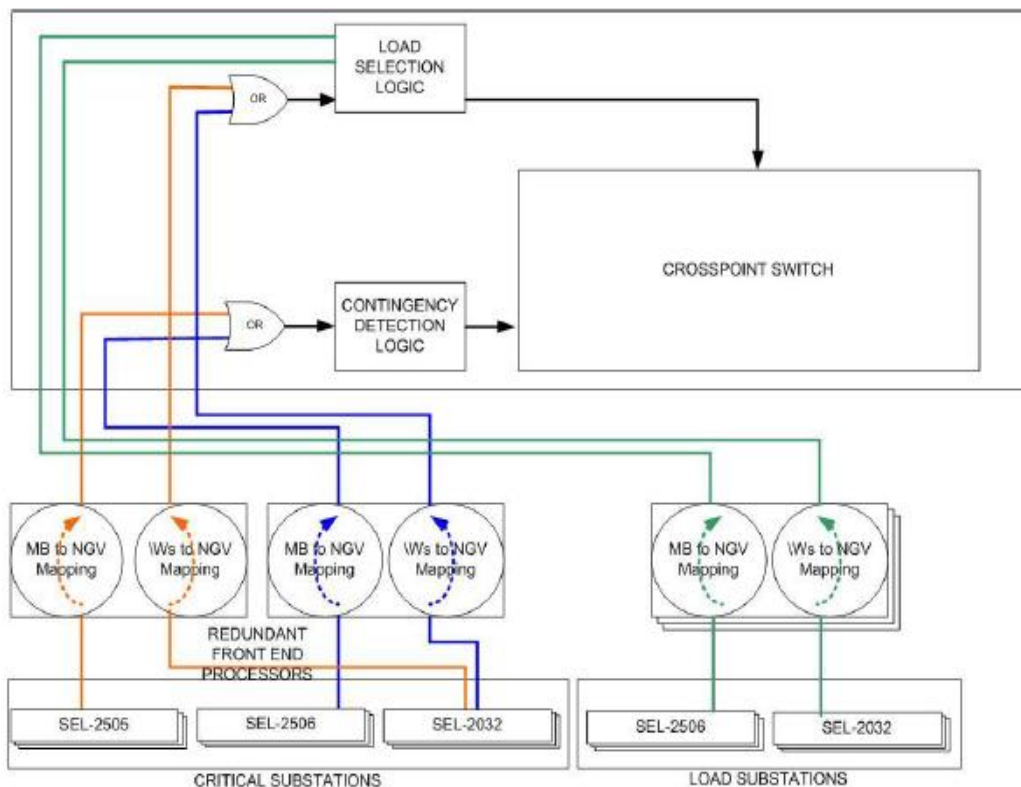 LOAD
SELECTION
LOGIC
OR
CROSSPOINT SWITCH
CONTINGENCY
DETECTION
LOGIC
OR
MB to NGV
Mapping
\Ws to NGV
Mapping
MB to NGV
Mapping
\Ws to NGV
Mapping
MB to NGV
Mapping
\Ws to NGV
Mapping
REDUNDANT
FRONT END
PROCESSORS
SEL-2505
SEL-2506
SEL-2032
SEL-2506
SEL-2032
CRITICAL SUBSTATIONS
LOAD SUBSTATIONS